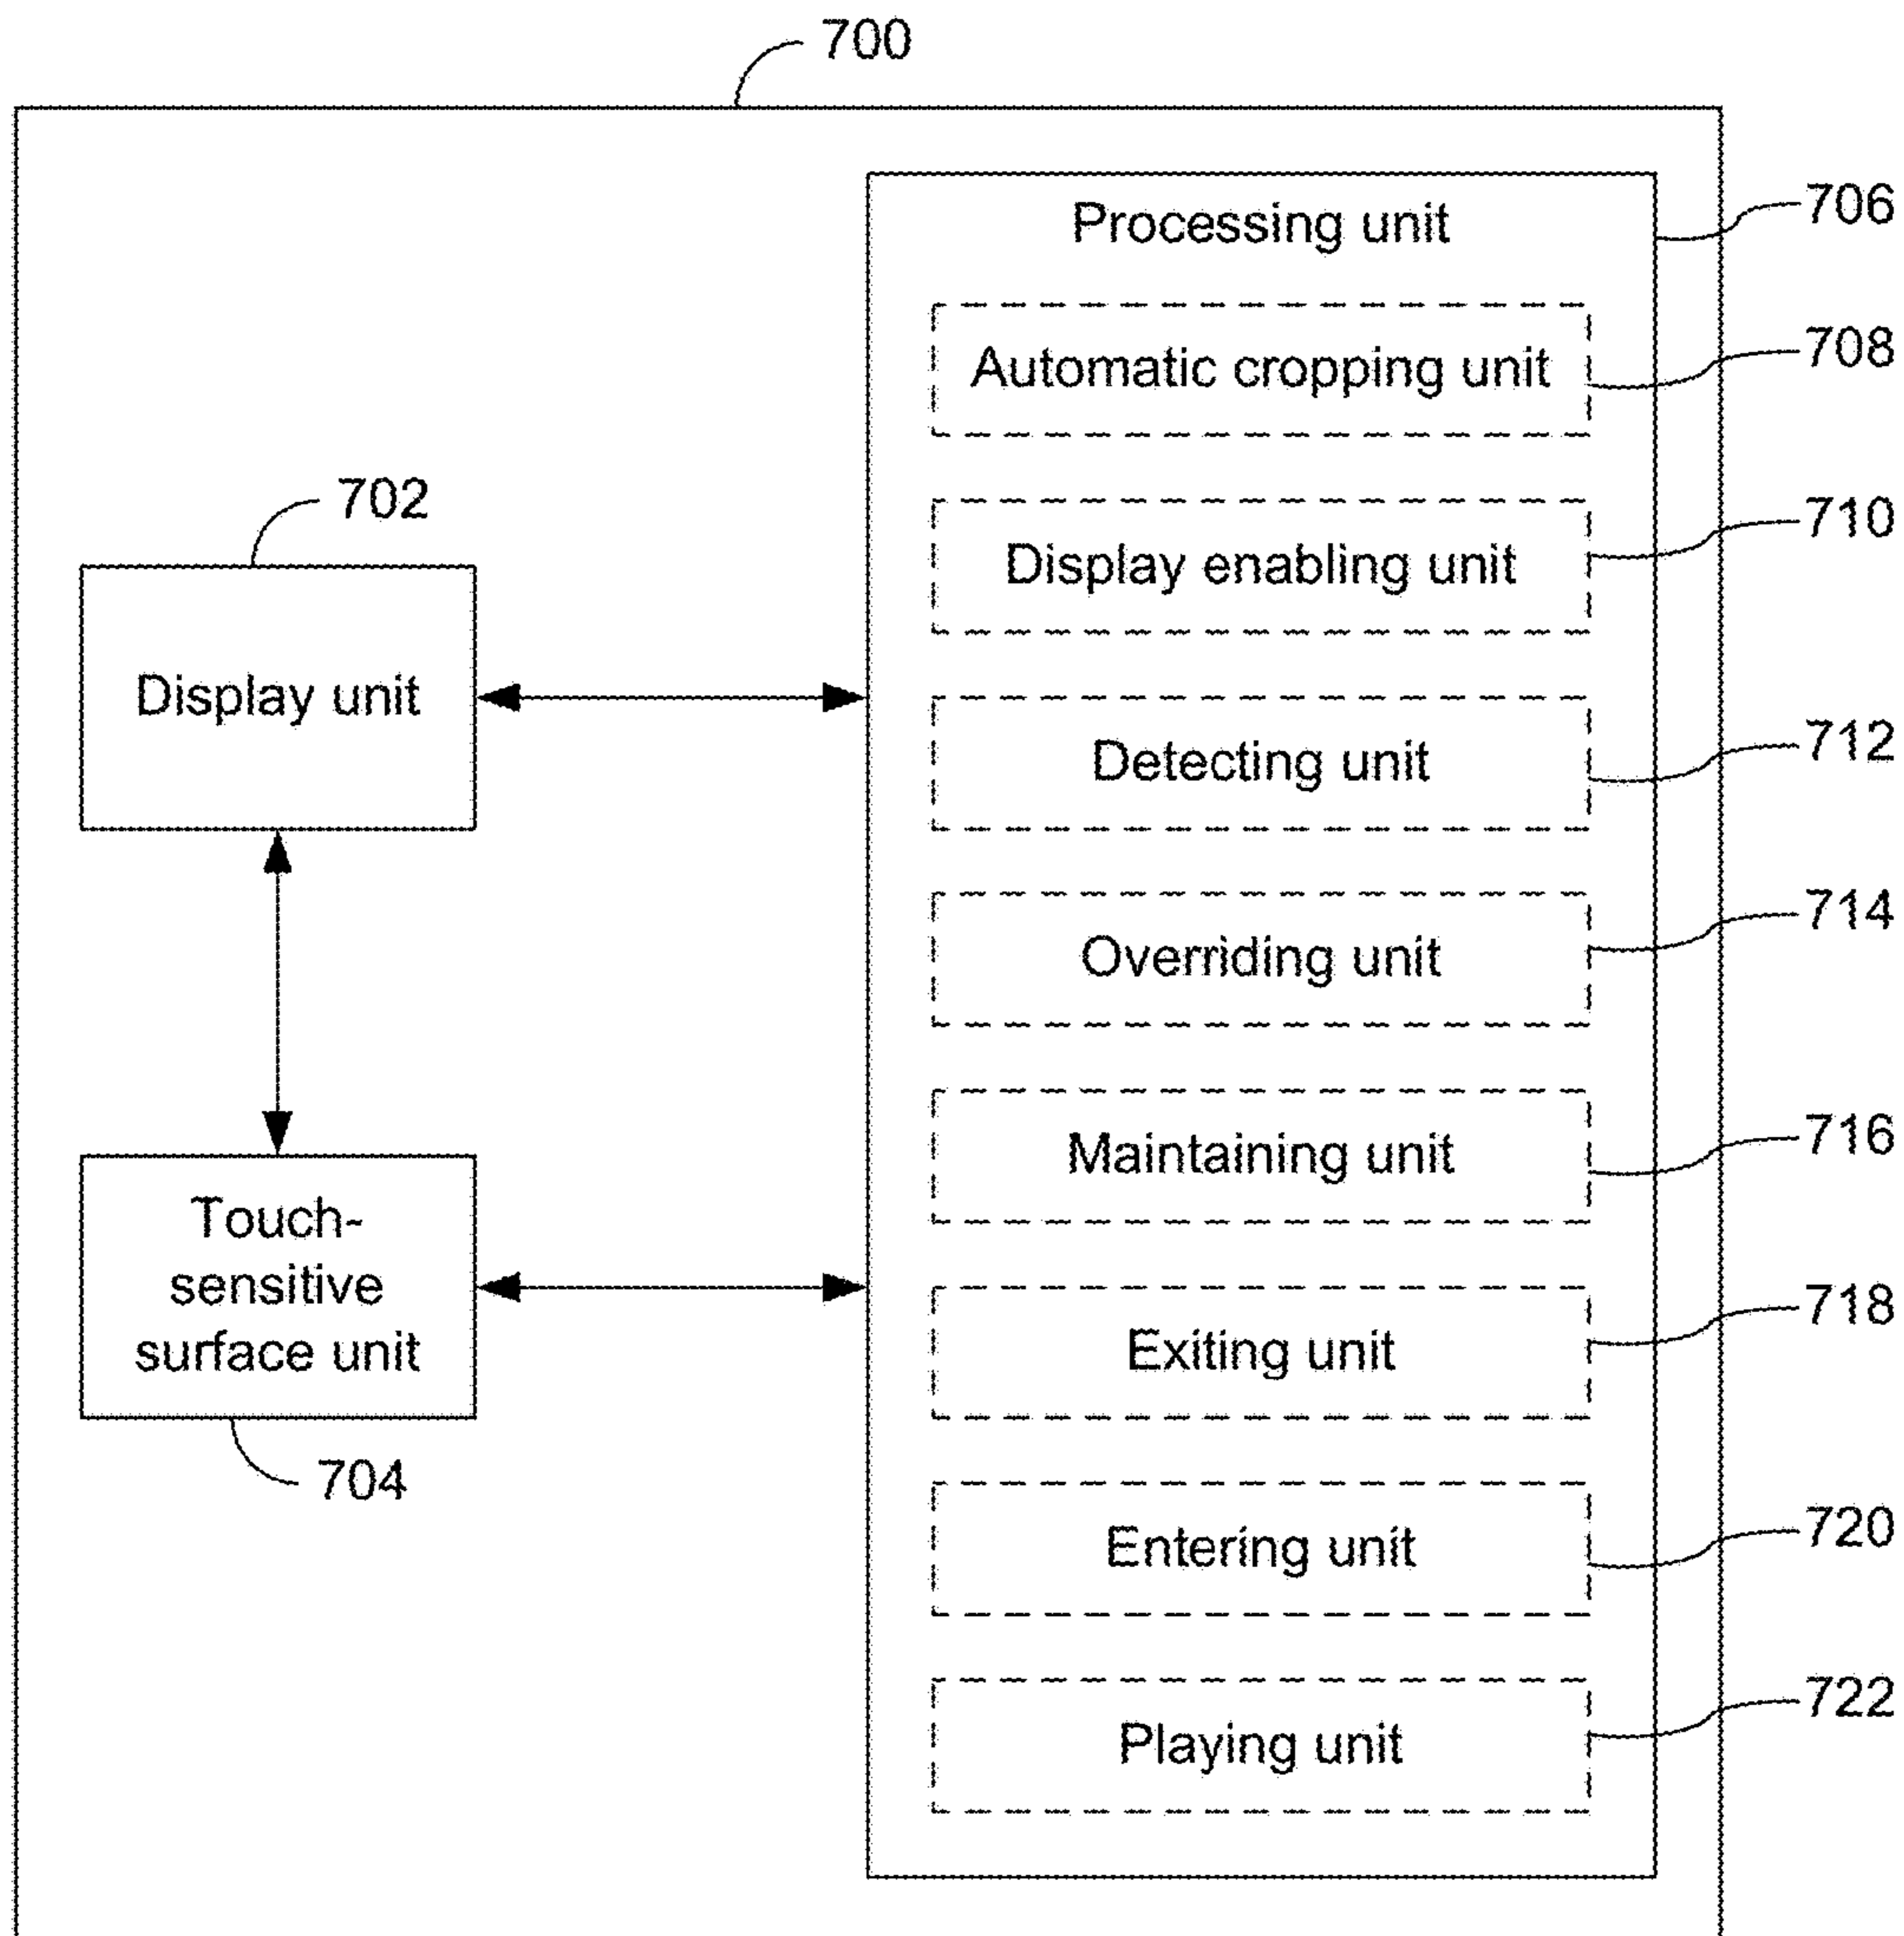 700
Processing unit
706
Automatic cropping unit
708
702
Display enabling unit
710
Display unit
Detecting unit
712
Overriding unit
714
Maintaining unit
716
Touch-
sensitive
surface unit
Exiting unit
718
704
Entering unit
720
Playing unit
722